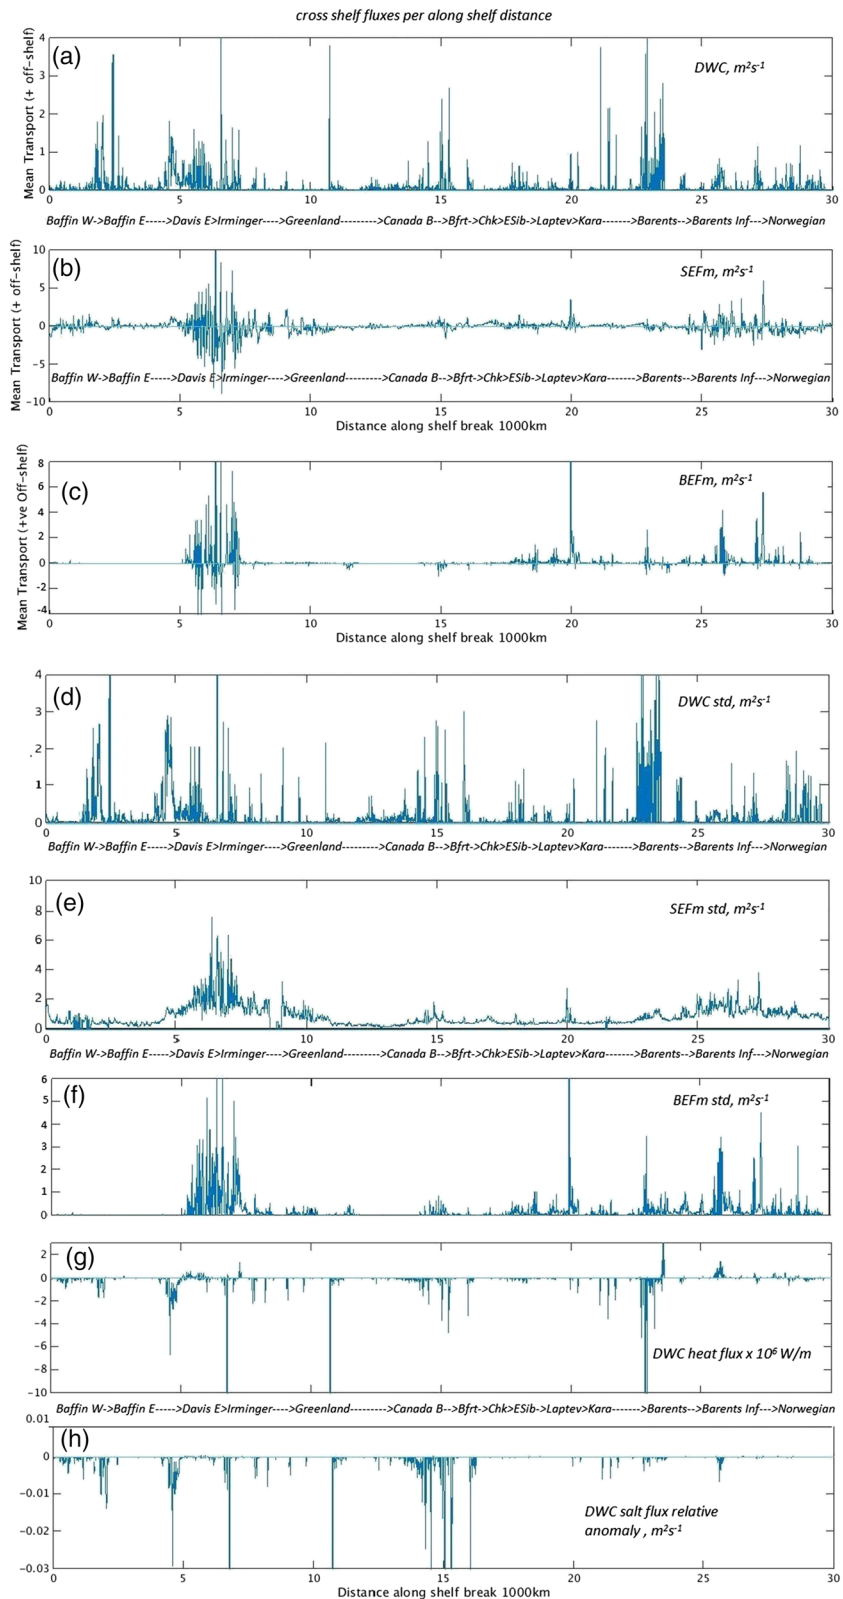 cross shelf fluxes per along shelf distance
Mean Transport (+ off-shelf)
4
3
2
1
0
(a)
DWC, m²s⁻¹
0 5 10 15 20 25 30
Baffin W->Baffin E----->Davis E>Irminger---->Greenland--------->Canada B-->Bfrt->Chk>ESib->Laptev>Kara------->Barents-->Barents Inf--->Norwegian
Mean Transport (+ off-shelf)
10
5
0
-5
-10
(b)
SEFm, m²s⁻¹
Baffin W->Baffin E----->Davis E>Irminger---->Greenland--------->Canada B-->Bfrt->Chk>ESib->Laptev>Kara------->Barents-->Barents Inf--->Norwegian
0 5 10 15 20 25 30
Distance along shelf break 1000km
Mean Transport (+ve Off-shelf)
8
6
4
2
0
-2
-4
(c)
BEFm, m²s⁻¹
0 5 10 15 20 25 30
Distance along shelf break 1000km
4
3
2
1
0
(d)
DWC std, m²s⁻¹
0 5 10 15 20 25 30
Baffin W->Baffin E----->Davis E>Irminger---->Greenland--------->Canada B-->Bfrt->Chk>ESib->Laptev>Kara------->Barents-->Barents Inf--->Norwegian
10
8
6
4
2
0
(e)
SEFm std, m²s⁻¹
0 5 10 15 20 25 30
Baffin W->Baffin E----->Davis E>Irminger---->Greenland--------->Canada B-->Bfrt->Chk>ESib->Laptev>Kara------->Barents-->Barents Inf--->Norwegian
6
5
4
3
2
1
0
(f)
BEFm std, m²s⁻¹
2
0
-2
-4
-6
-8
-10
(g)
DWC heat flux x 10⁶ W/m
Baffin W->Baffin E----->Davis E>Irminger---->Greenland--------->Canada B-->Bfrt->Chk>ESib->Laptev>Kara------->Barents-->Barents Inf--->Norwegian
0.01
0
-0.01
-0.02
-0.03
(h)
DWC salt flux relative
anomaly , m²s⁻¹
0 5 10 15 20 25 30
Distance along shelf break 1000km